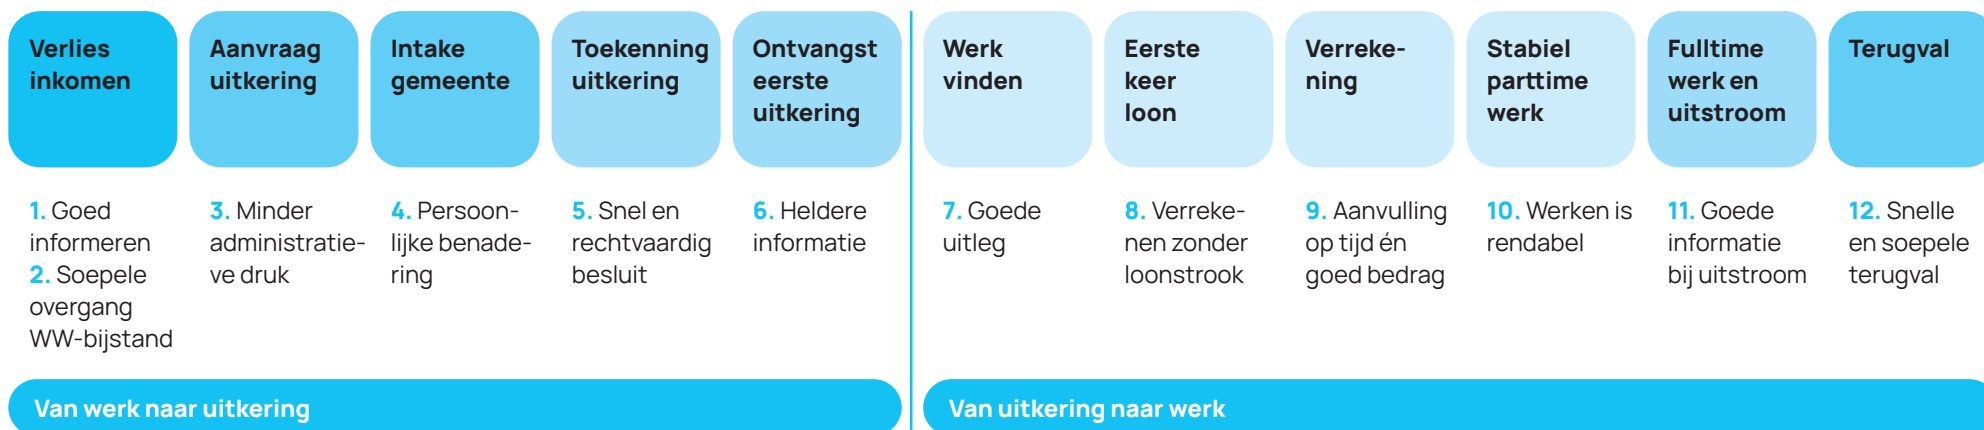 Verlies
inkomen
Aanvraag
uitkering
Intake
gemeente
Toekenning
uitkering
Ontvangst
eerste
uitkering
Werk
vinden
Eerste
keer
loon
Verreke-
ning
Stabiel
parttime
werk
Fulltime
werk en
uitstroom
Terugval
1. Goed
informeren
2. Soepele
overgang
WW-bijstand
3. Minder
administratie-
ve druk
4. Persoon-
lijke benade-
ring
5. Snel en
rechtvaardig
besluit
6. Heldere
informatie
7. Goede
uitleg
8. Verreke-
nen zonder
loonstrook
9. Aanvulling
op tijd én
goed bedrag
10. Werken is
rendabel
11. Goede
informatie
bij uitstroom
12. Snelle
en soepele
terugval
Van werk naar uitkering
Van uitkering naar werk